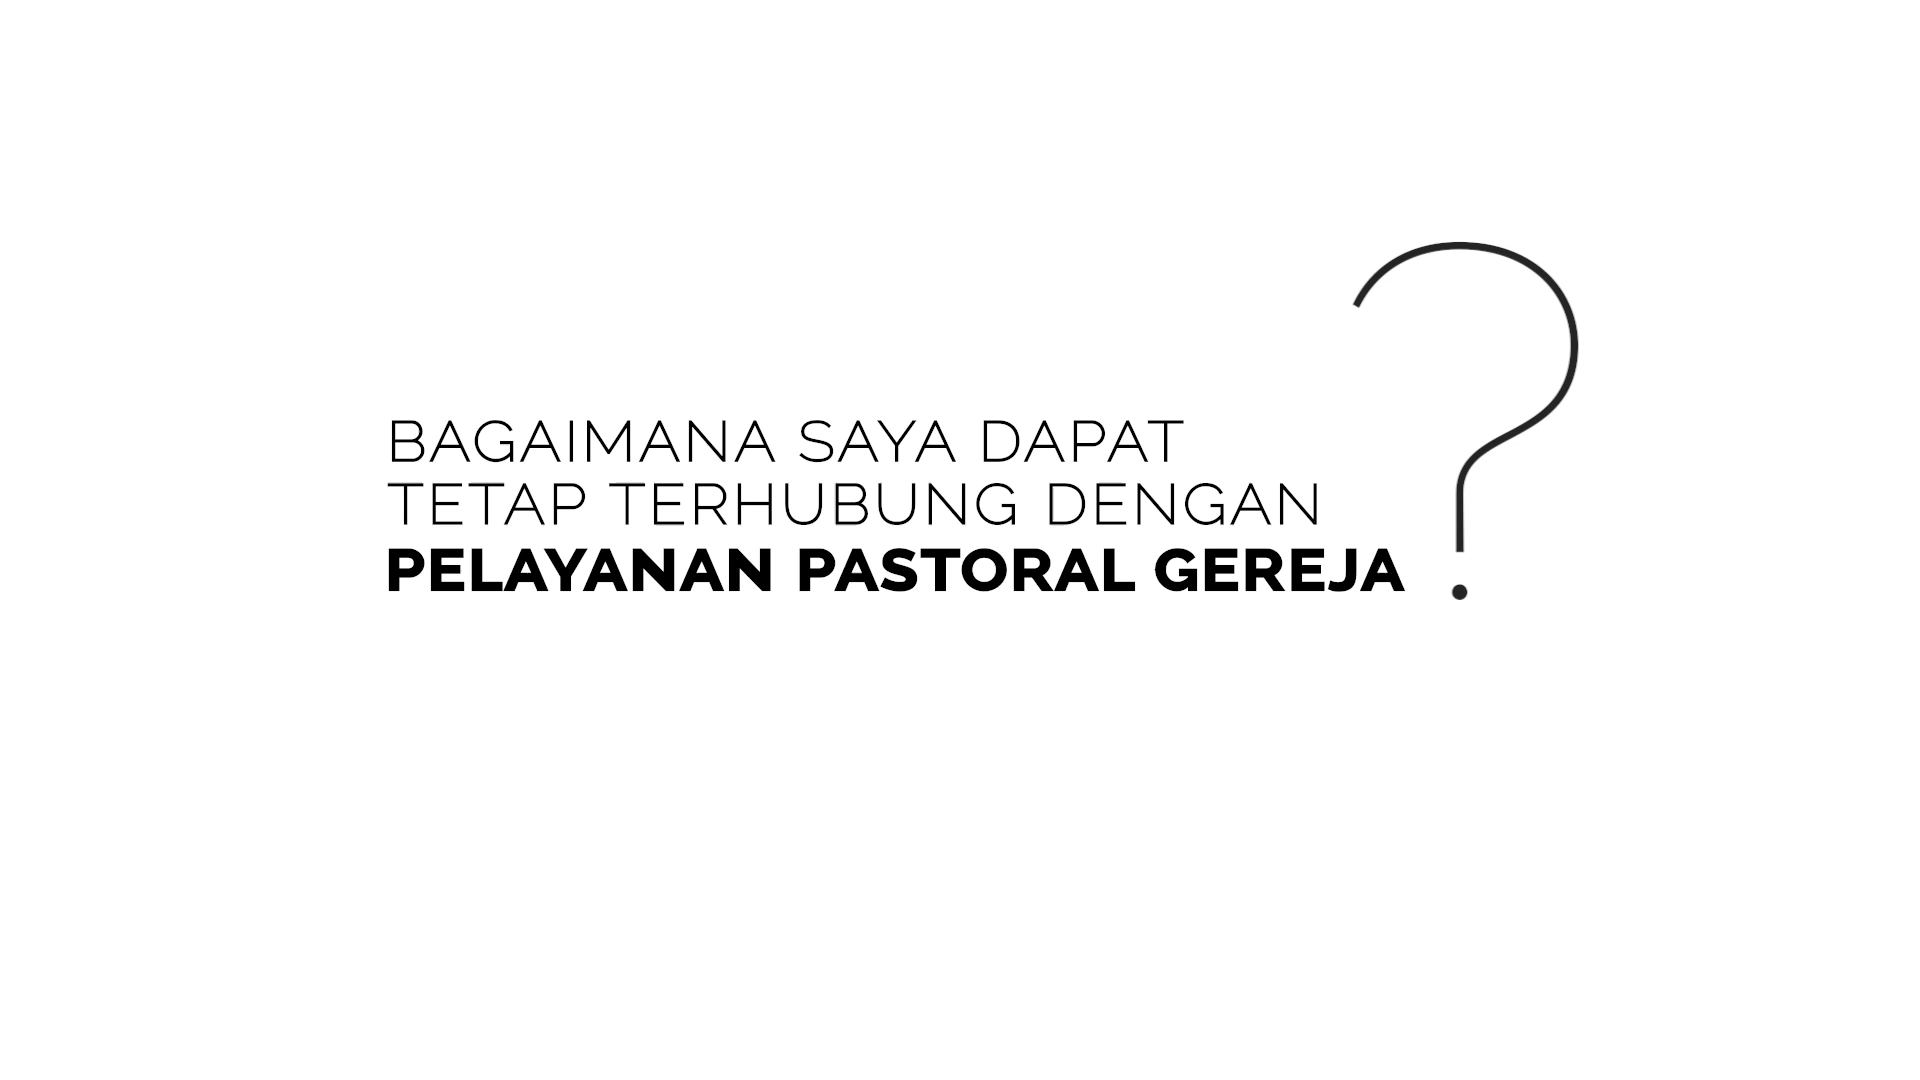 BAGAIMANA SAYA DAPAT
TETAP TERHUBUNG DENGAN
PELAYANAN PASTORAL GEREJA?